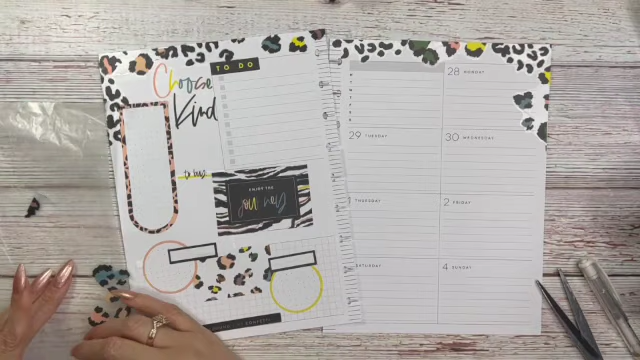 Choose
Kind
TO DO
to buy
ENJOY THE
journey
28 MONDAY
29 TUESDAY
30 WEDNESDAY
THURSDAY
2 FRIDAY
SATURDAY
4 SUNDAY